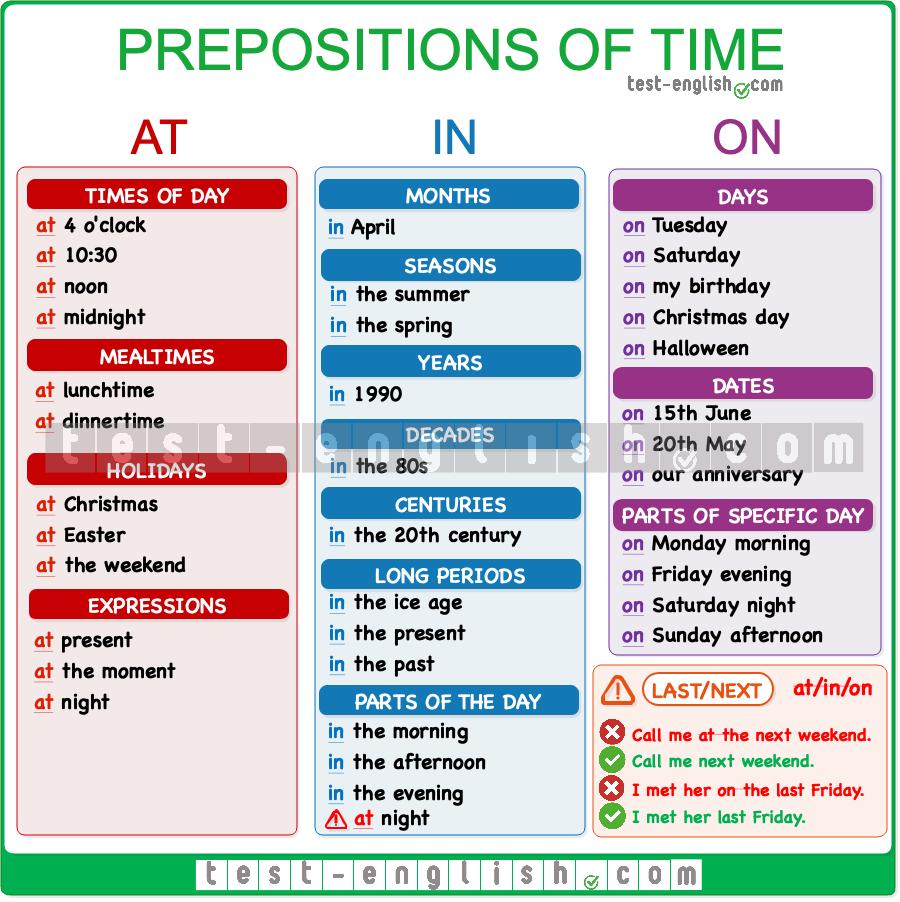 PREPOSITIONS OF TIME
test-english.com
AT
TIMES OF DAY
at 4 o'clock
at 10:30
at noon
at midnight
MEALTIMES
at lunchtime
at dinnertime
HOLIDAYS
at Christmas
at Easter
at the weekend
EXPRESSIONS
at present
at the moment
at night
IN
MONTHS
in April
SEASONS
in the summer
in the spring
YEARS
in 1990
DECADES
in the 80s
CENTURIES
in the 20th century
LONG PERIODS
in the ice age
in the present
in the past
PARTS OF THE DAY
in the morning
in the afternoon
in the evening
at night
ON
DAYS
on Tuesday
on Saturday
on my birthday
on Christmas day
on Halloween
DATES
on 15th June
on 20th May
on our anniversary
PARTS OF SPECIFIC DAY
on Monday morning
on Friday evening
on Saturday night
on Sunday afternoon
LAST/NEXT at/in/on
Call me at the next weekend.
Call me next weekend.
I met her on the last Friday.
I met her last Friday.
test-english.com
test-english.com